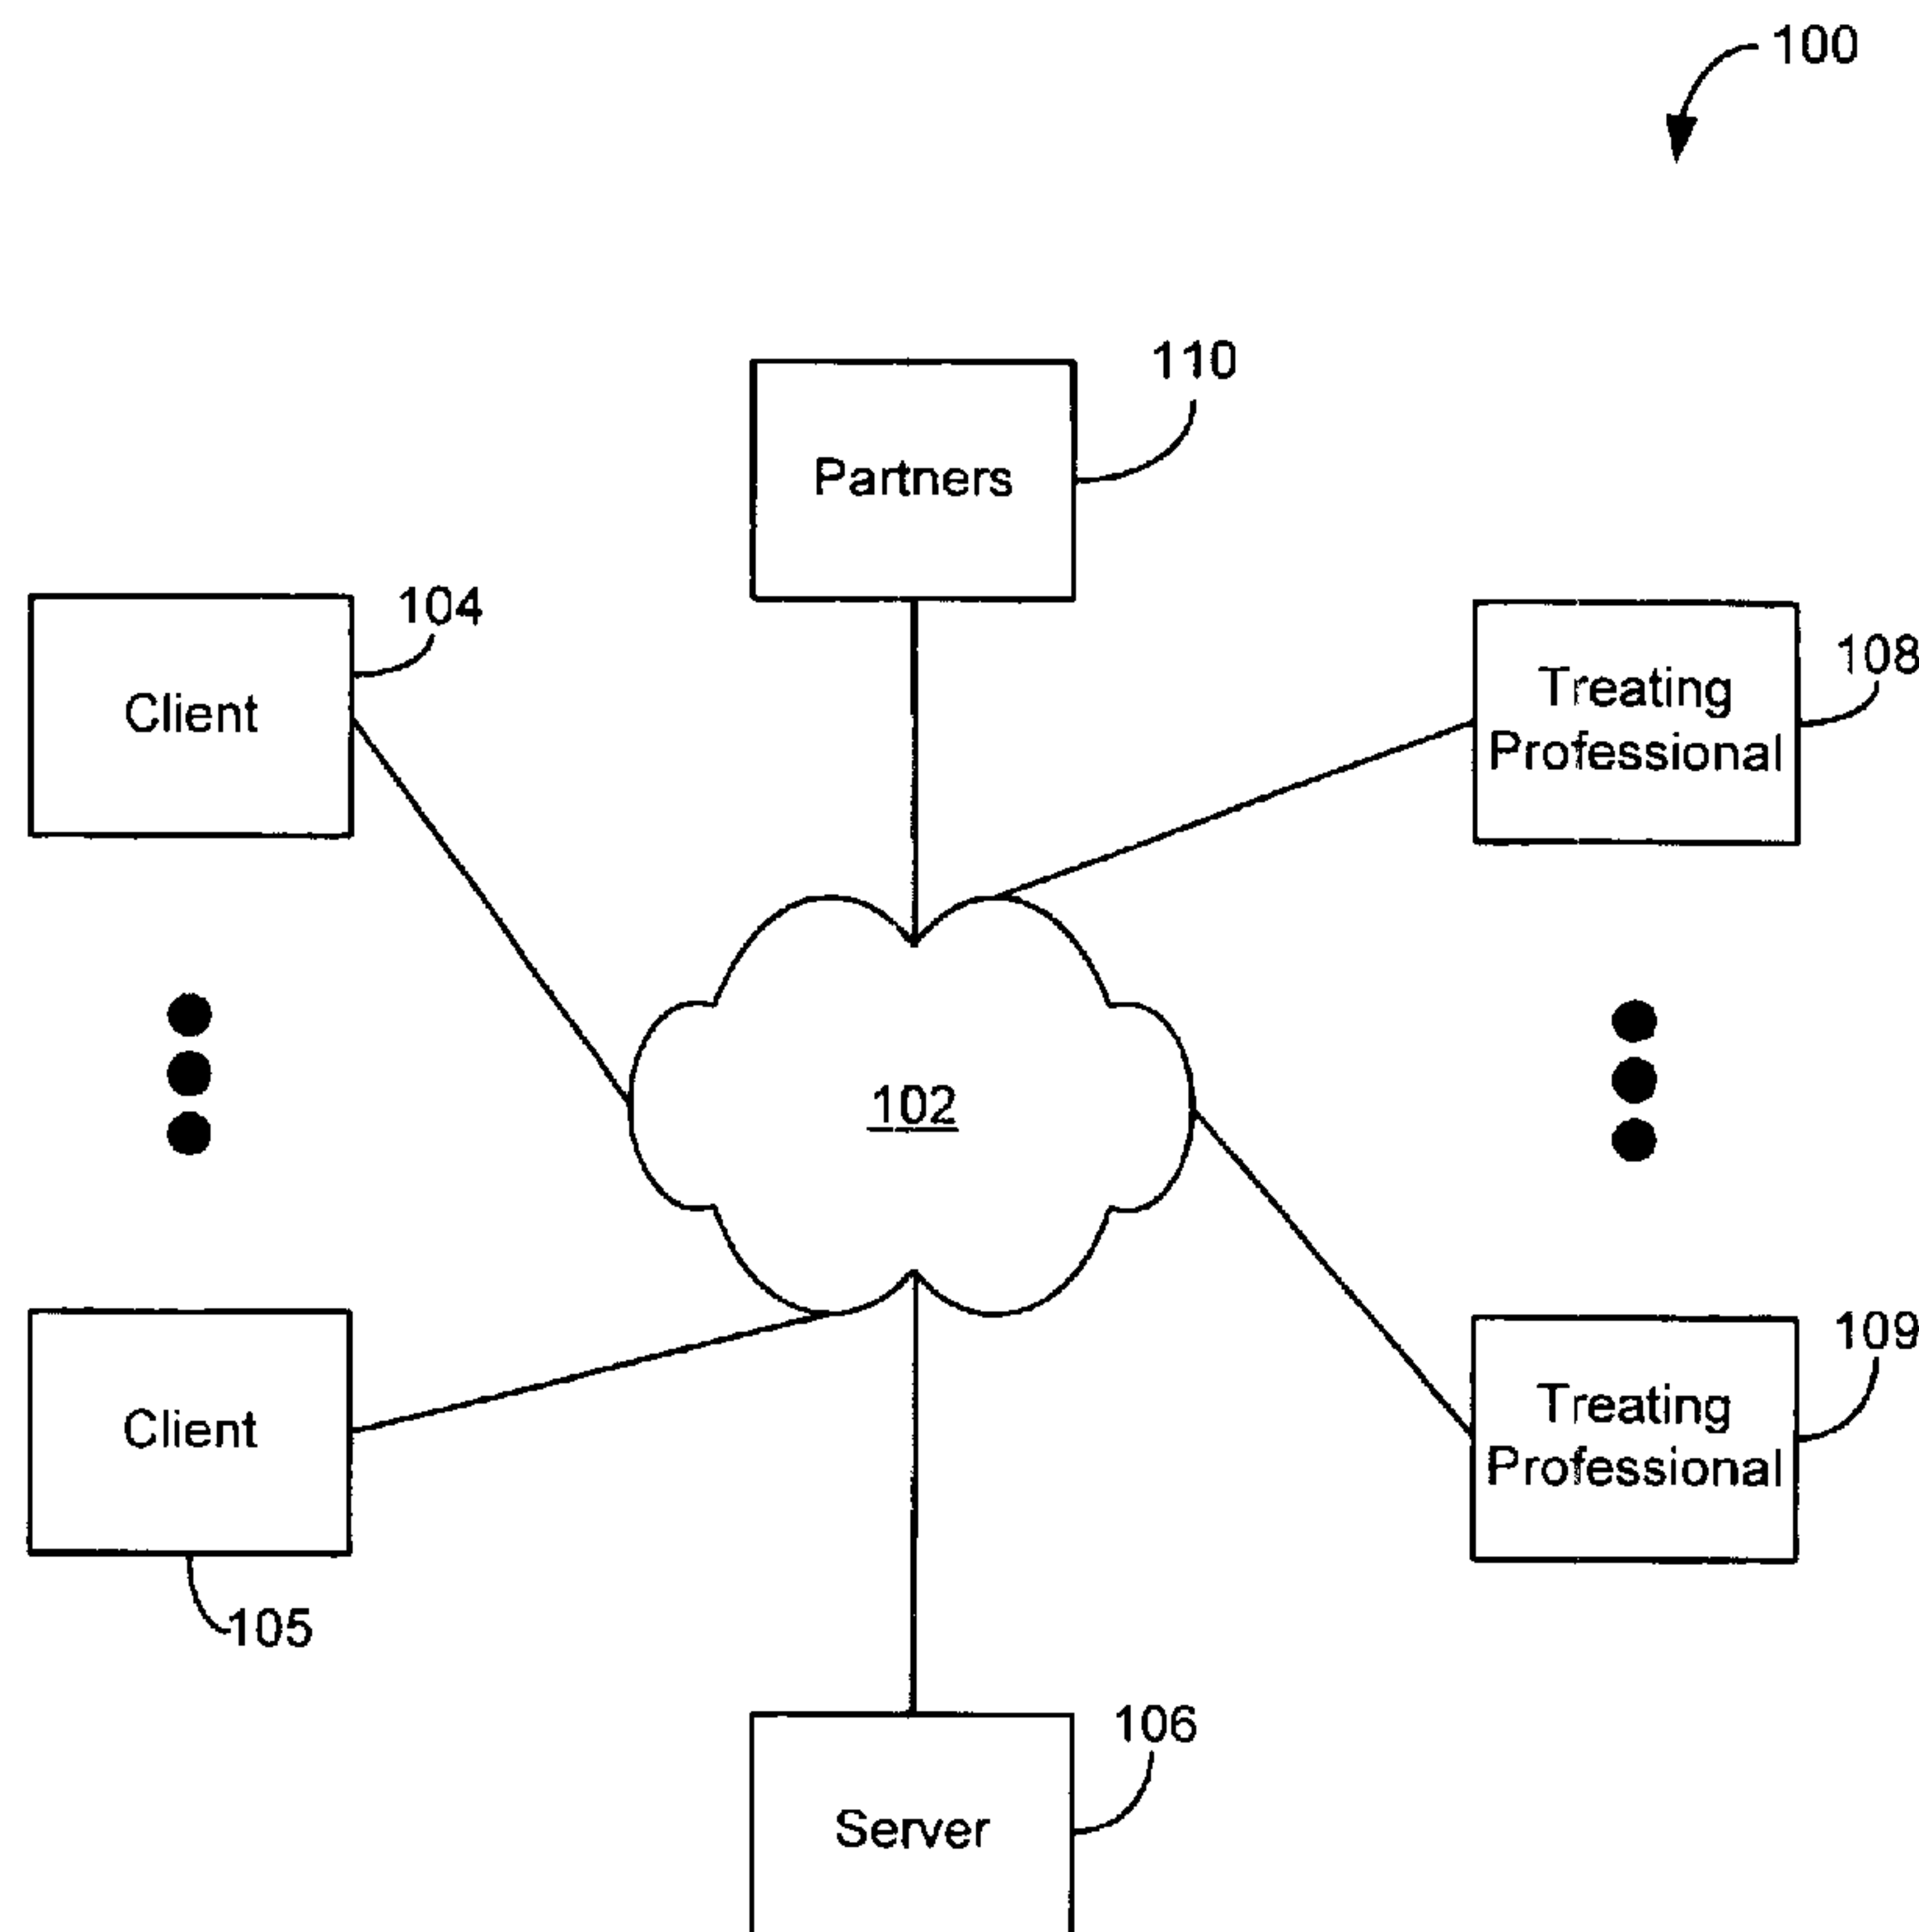 100
110
Partners
104
Client
108
Treating
Professional
102
Client
105
109
Treating
Professional
106
Server